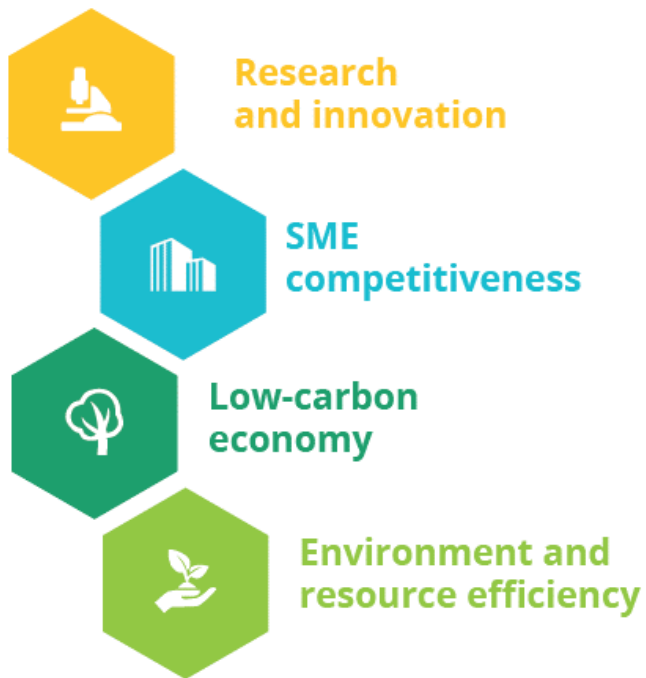 Research
and innovation
SME
competitiveness
Low-carbon
economy
Environment and
resource efficiency